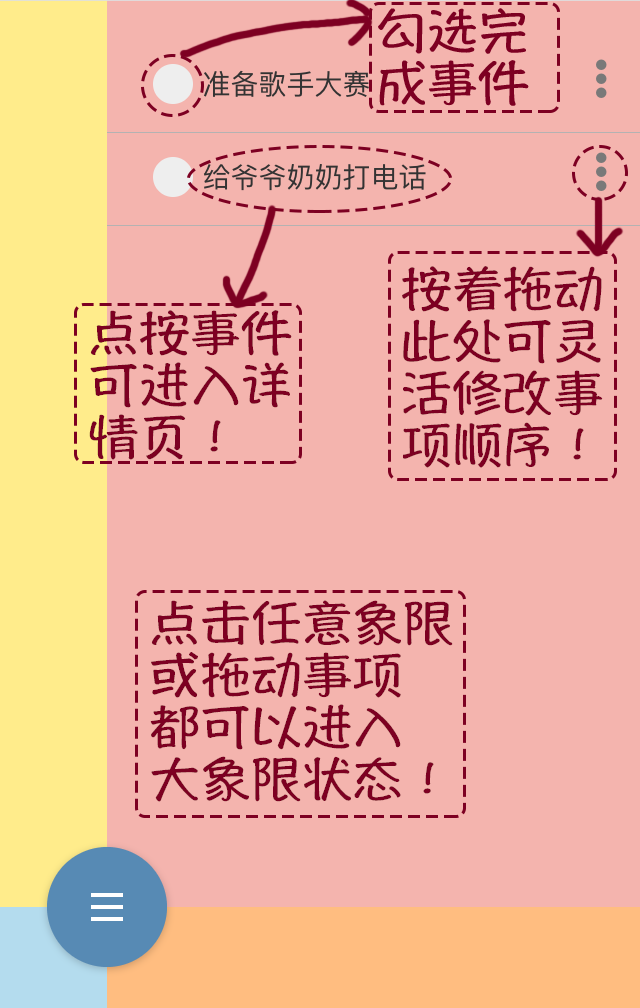 勾选完
成事件
准备歌手大赛
给爷爷奶奶打电话
点按事件
可进入详
情页！
按着拖动
此处可灵
活修改事
项顺序！
点击任意象限
或拖动事项
都可以进入
大象限状态！